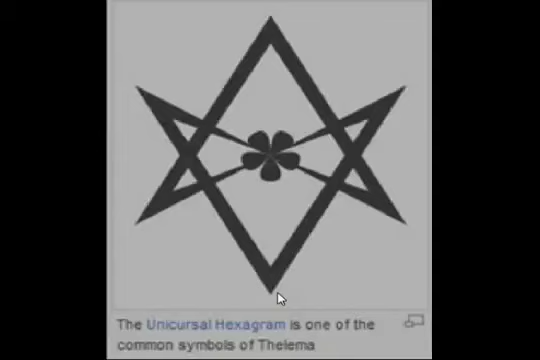 The Unicursal Hexagram is one of the
common symbols of Thelema